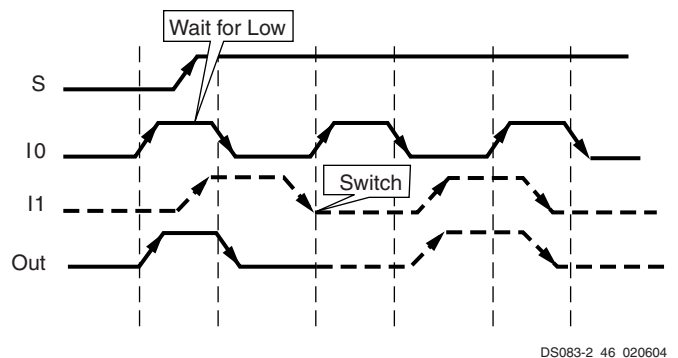 Wait for Low
S
I0
I1
Switch
Out
DS083-2_46_020604